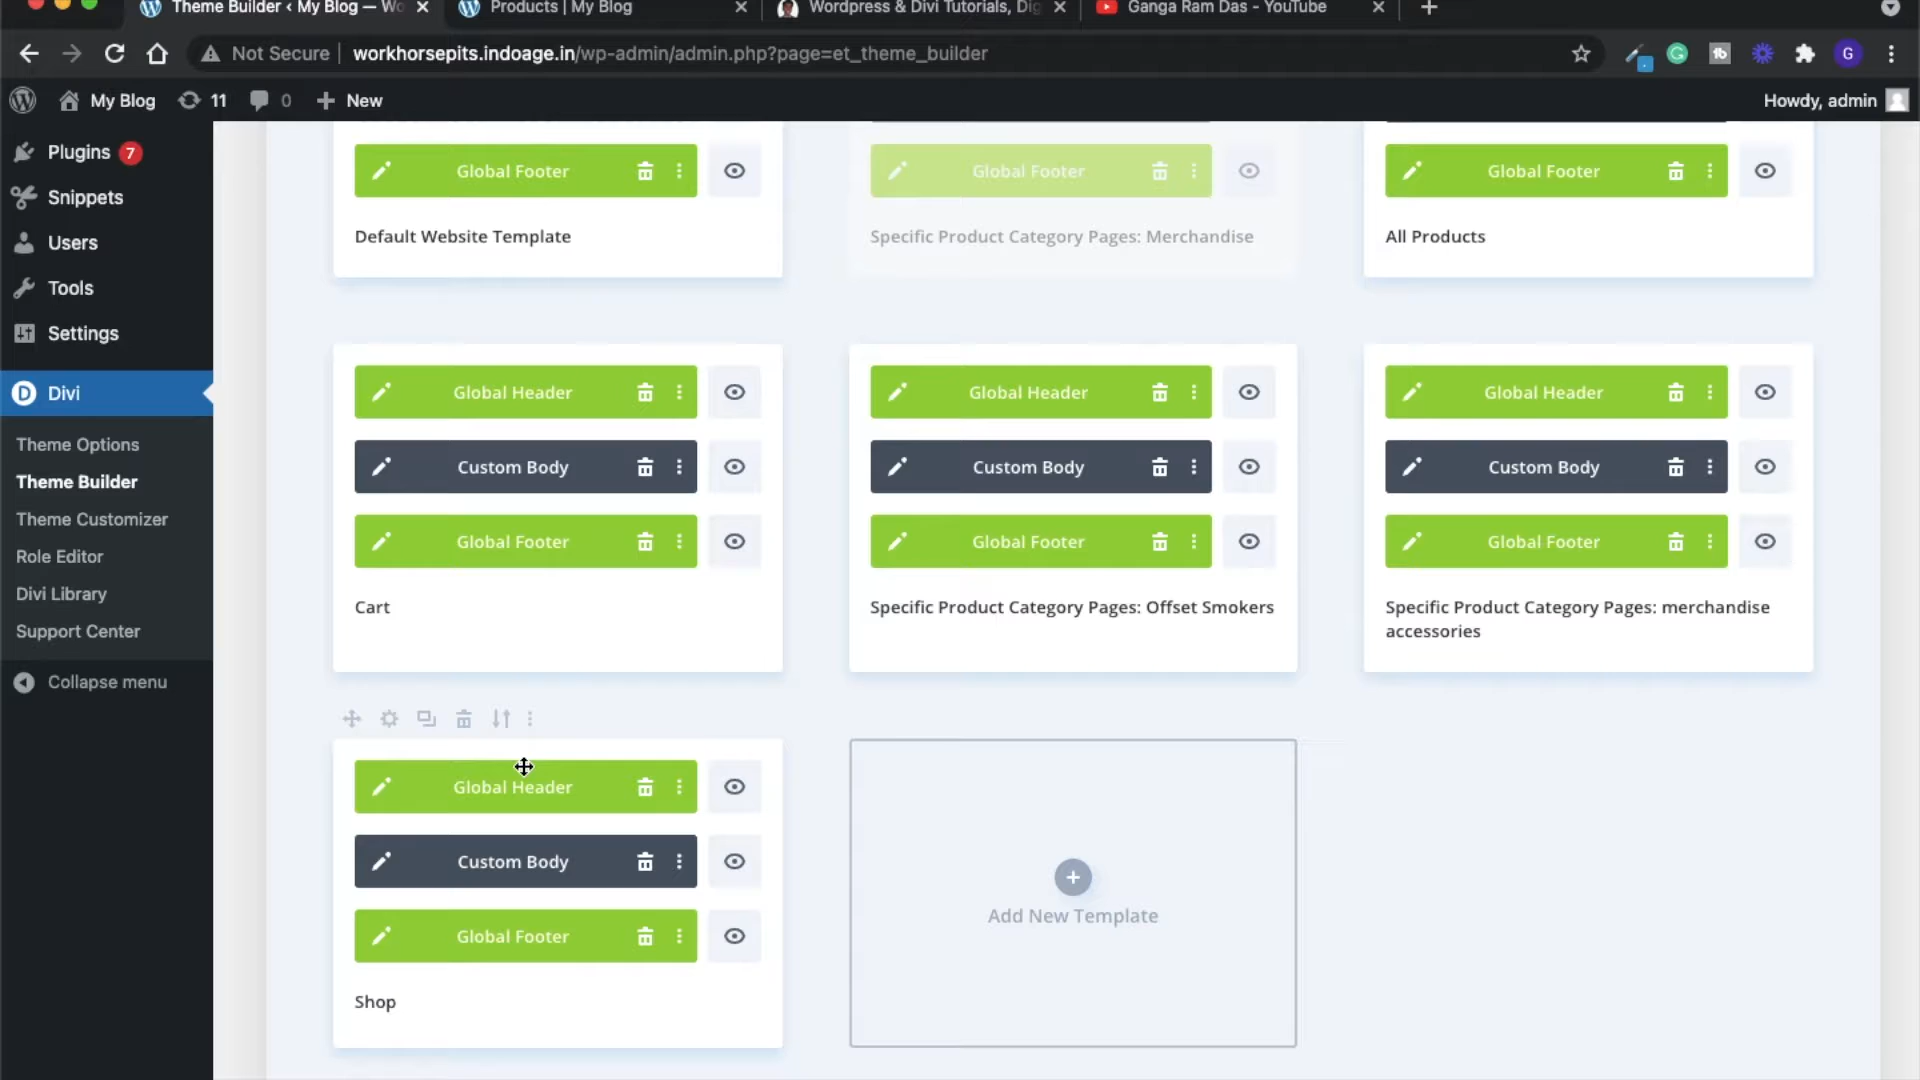 Theme Builder ‹ My Blog — Wo
Products | My Blog
Wordpress & Divi Tutorials, Dig
Ganga Ram Das - YouTube
Not Secure | workhorsepits.indoage.in/wp-admin/admin.php?page=et_theme_builder
G
My Blog 11 0 New
Howdy, admin
Plugins 7
Snippets
Users
Tools
Settings
D Divi
Theme Options
Theme Builder
Theme Customizer
Role Editor
Divi Library
Support Center
Collapse menu
Global Footer
Default Website Template
Global Footer
Specific Product Category Pages: Merchandise
Global Footer
All Products
Global Header
Custom Body
Global Footer
Cart
Global Header
Custom Body
Global Footer
Specific Product Category Pages: Offset Smokers
Global Header
Custom Body
Global Footer
Specific Product Category Pages: merchandise
accessories
Global Header
Custom Body
Global Footer
Shop
Add New Template